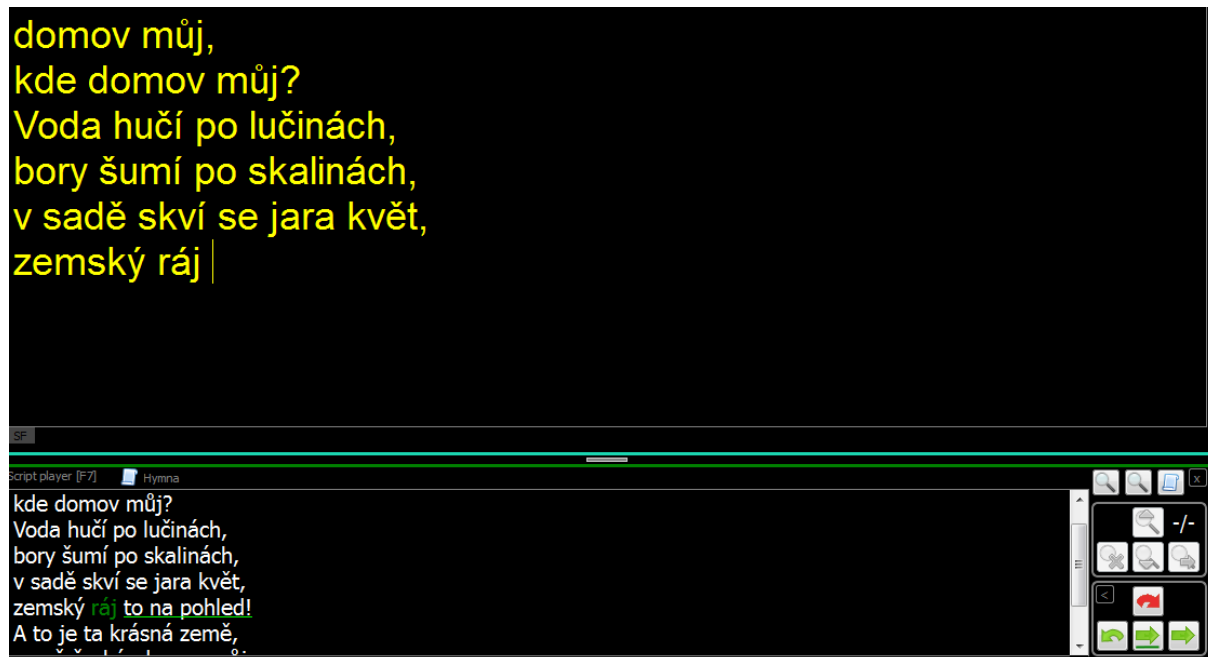 domov můj,
kde domov můj?
Voda hučí po lučinách,
bory šumí po skalinách,
v sadě skví se jara květ,
zemský ráj
SF
Script player [F7] Hymna x
kde domov můj?
Voda hučí po lučinách,
-/-
bory šumí po skalinách,
v sadě skví se jara květ,
<
zemský ráj to na pohled!
A to je ta krásná země,